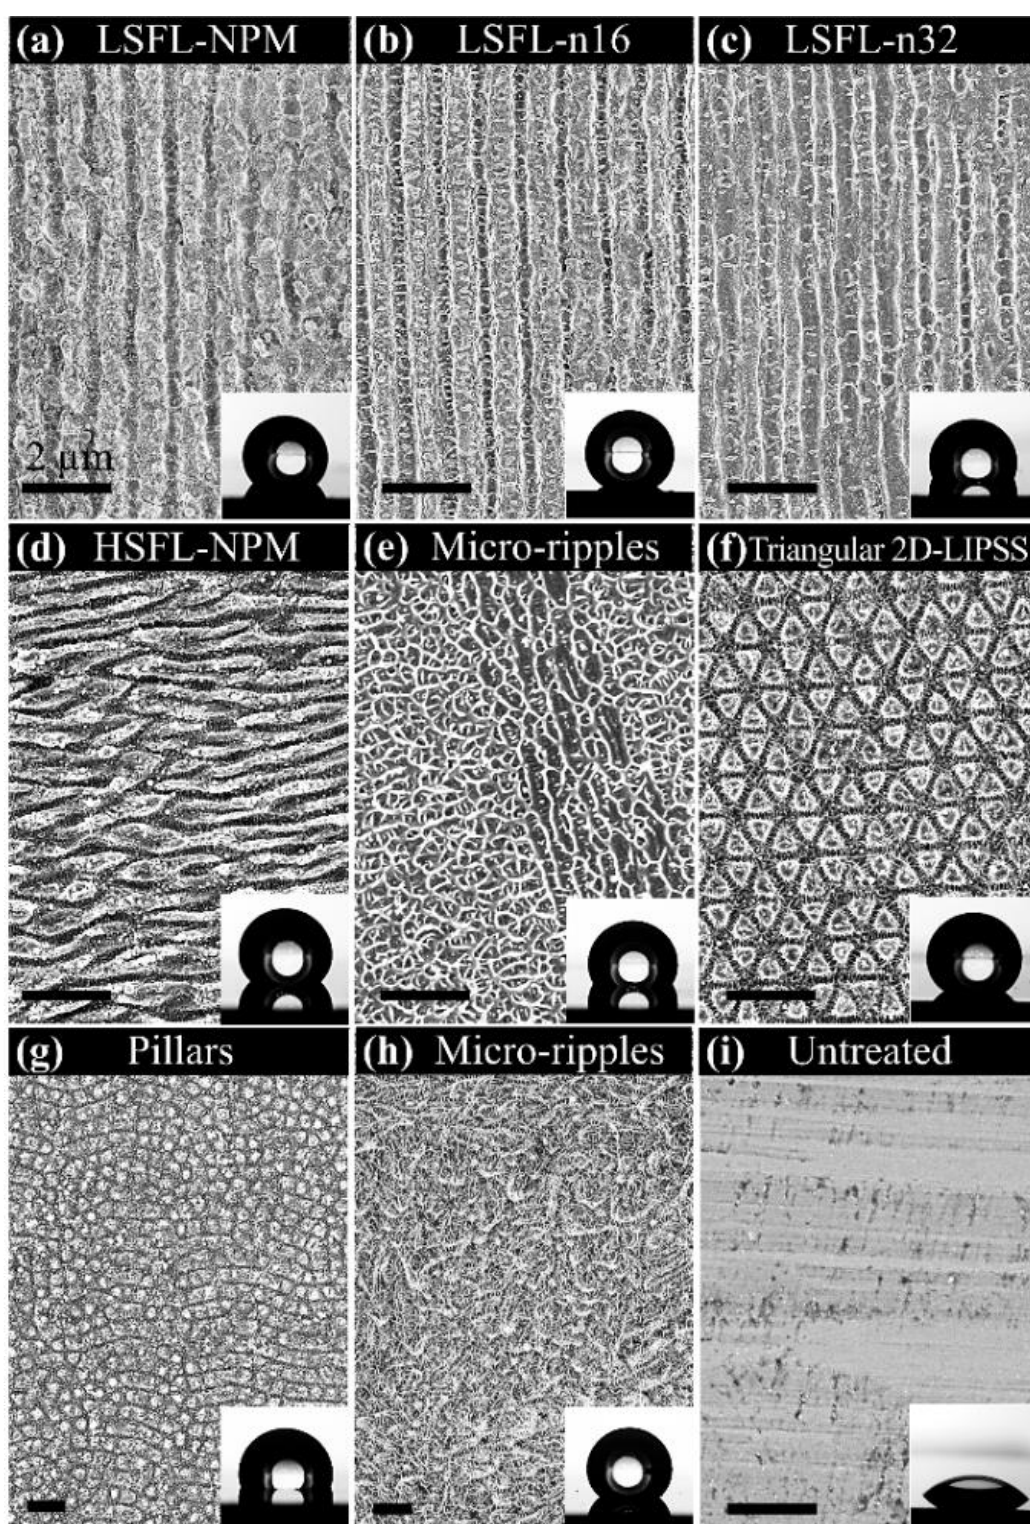 (a) LSFL-NPM
(b) LSFL-n16
(c) LSFL-n32
2 µm
(d) HSFL-NPM
(e) Micro-ripples
(f) Triangular 2D-LIPSS
(g) Pillars
(h) Micro-ripples
(i) Untreated